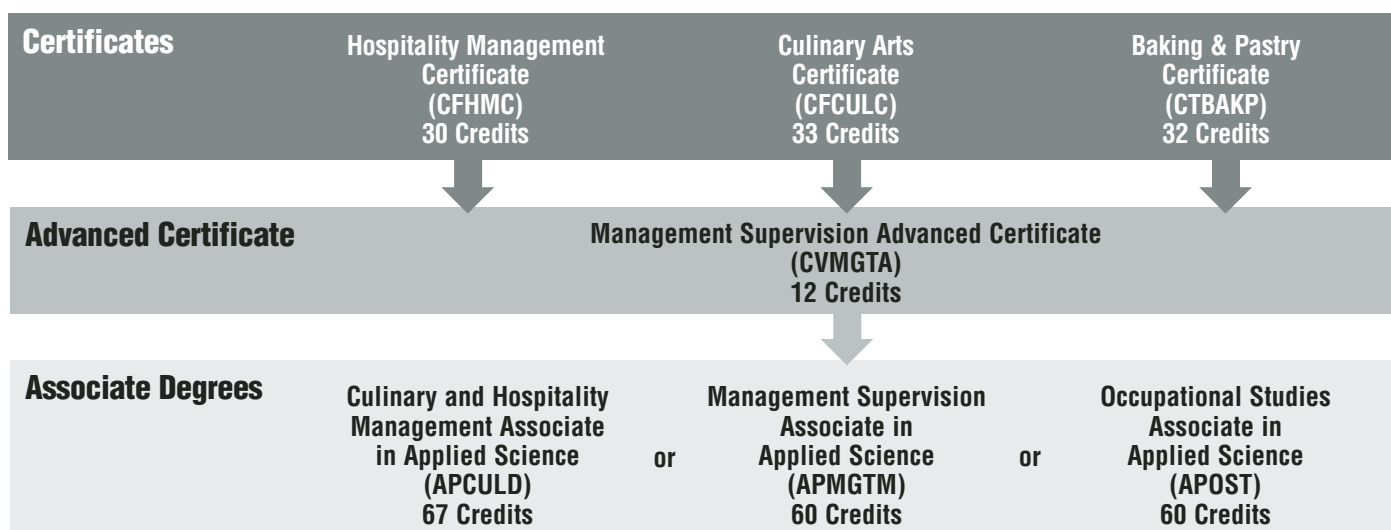 Certificates
Hospitality Management
Certificate
(CFHMC)
30 Credits
Culinary Arts
Certificate
(CFCULC)
33 Credits
Baking & Pastry
Certificate
(CTBAKP)
32 Credits
Advanced Certificate
Management Supervision Advanced Certificate
(CVMGTA)
12 Credits
Associate Degrees
Culinary and Hospitality
Management Associate
in Applied Science
(APCULD)
67 Credits
or
Management Supervision
Associate in
Applied Science
(APMGTM)
60 Credits
or
Occupational Studies
Associate in
Applied Science
(APOST)
60 Credits